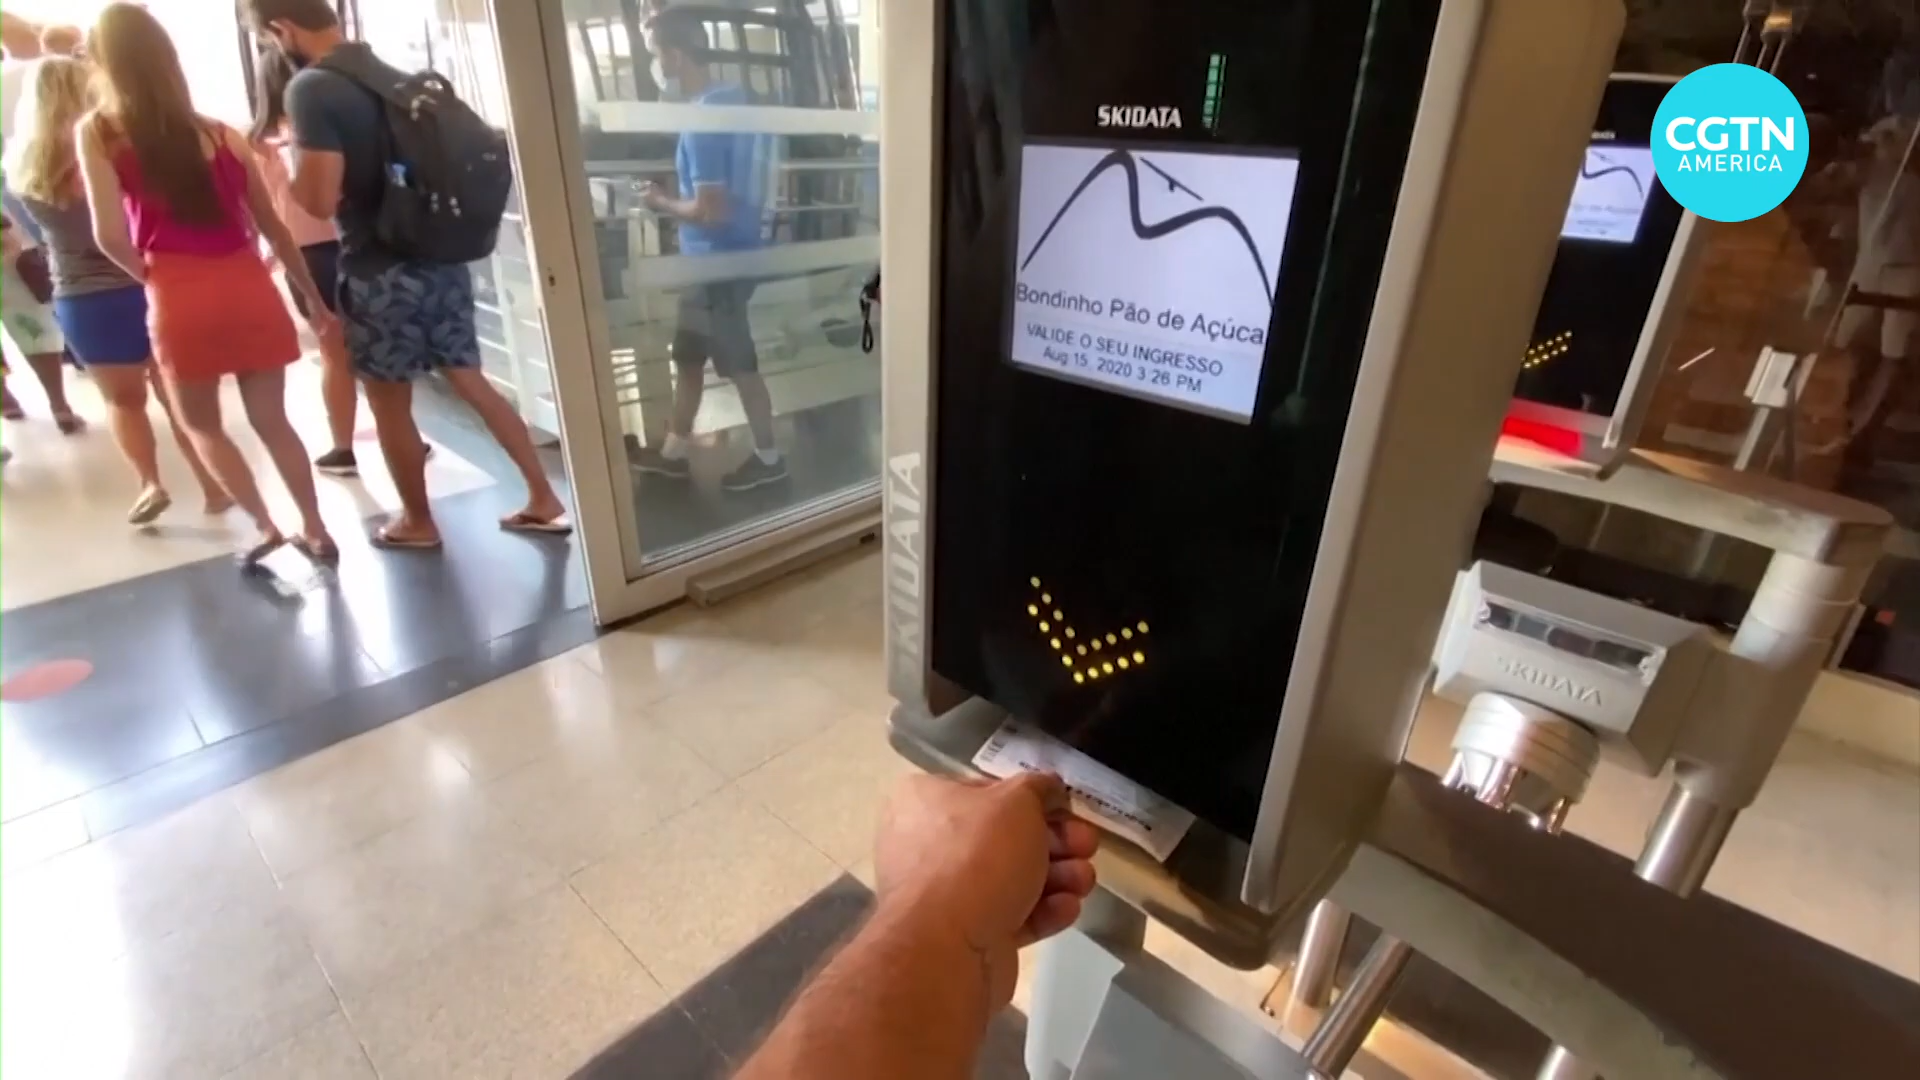 SKIDATA
Bondinho Pão de Açúca
VALIDE O SEU INGRESSO
Aug 15, 2020 3:26 PM
SKIDATA
SKIDATA
CGTN
AMERICA